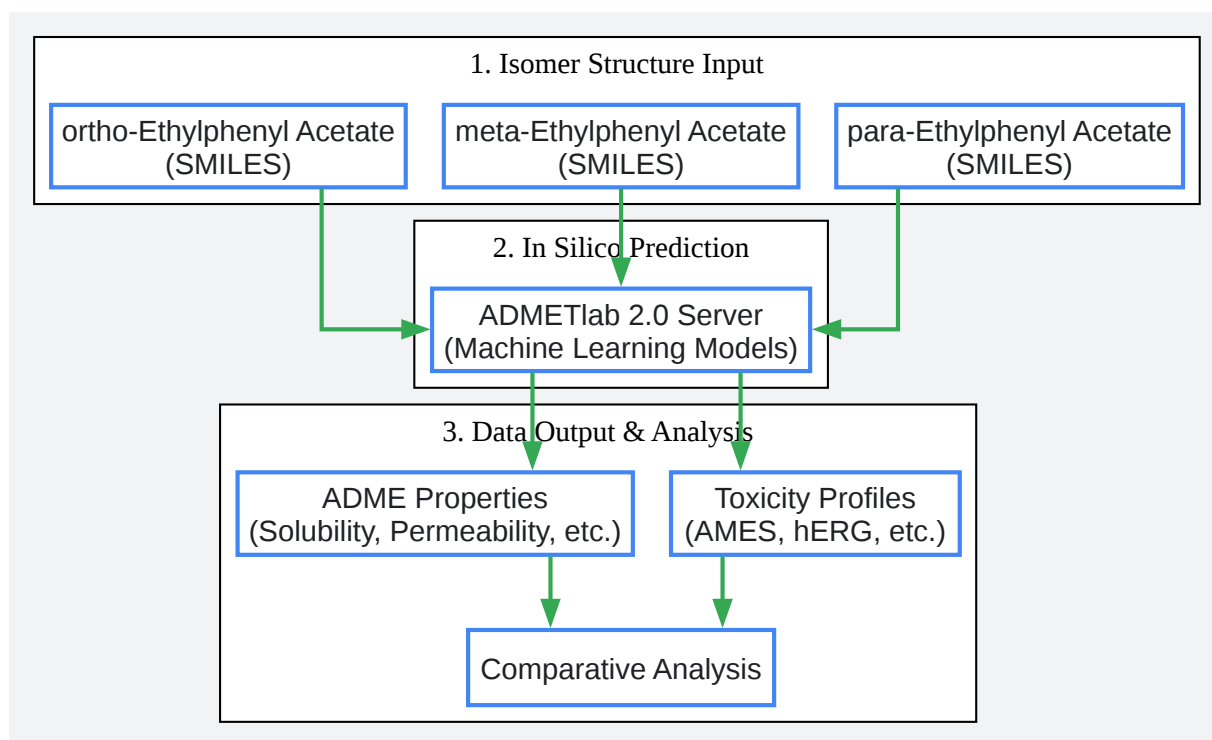 1. Isomer Structure Input
ortho-Ethylphenyl Acetate
(SMILES)
meta-Ethylphenyl Acetate
(SMILES)
para-Ethylphenyl Acetate
(SMILES)
2. In Silico Prediction
ADMETlab 2.0 Server
(Machine Learning Models)
3. Data Output & Analysis
ADME Properties
(Solubility, Permeability, etc.)
Toxicity Profiles
(AMES, hERG, etc.)
Comparative Analysis